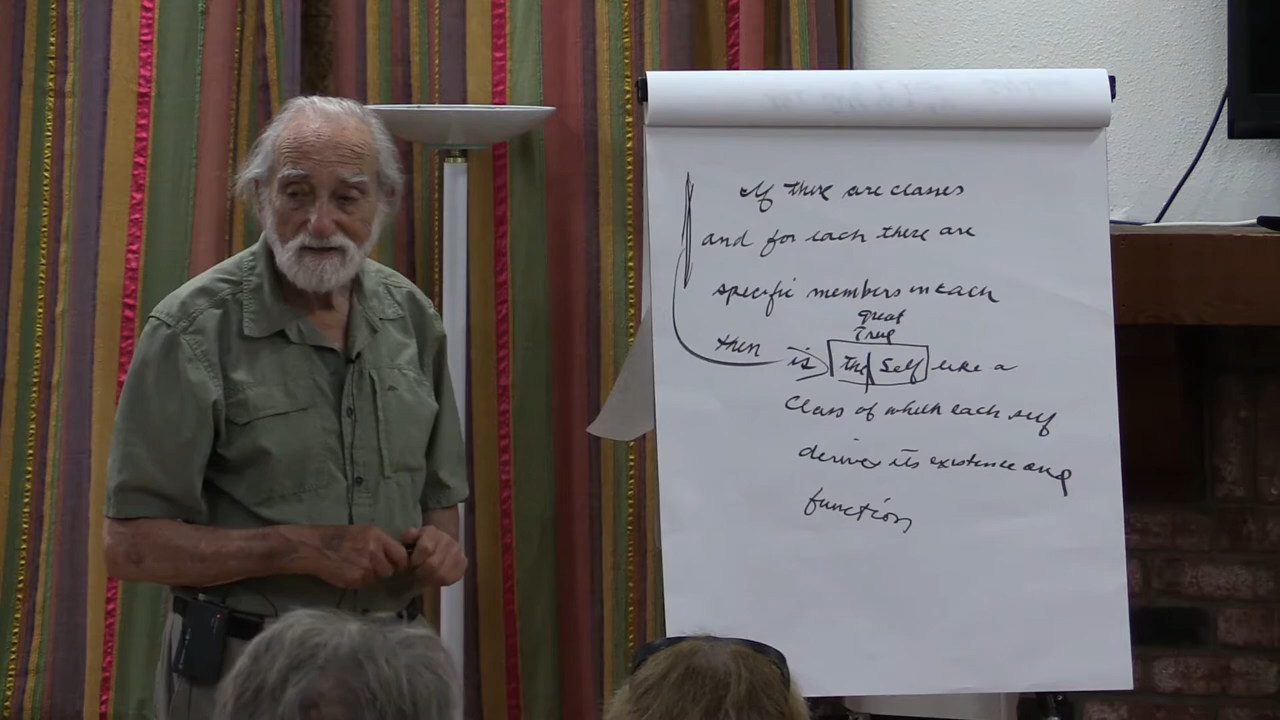 If there are classes
and for each there are
specific members in each
great
True
then is the Self like a
Class of which each self
derives its existence and
function